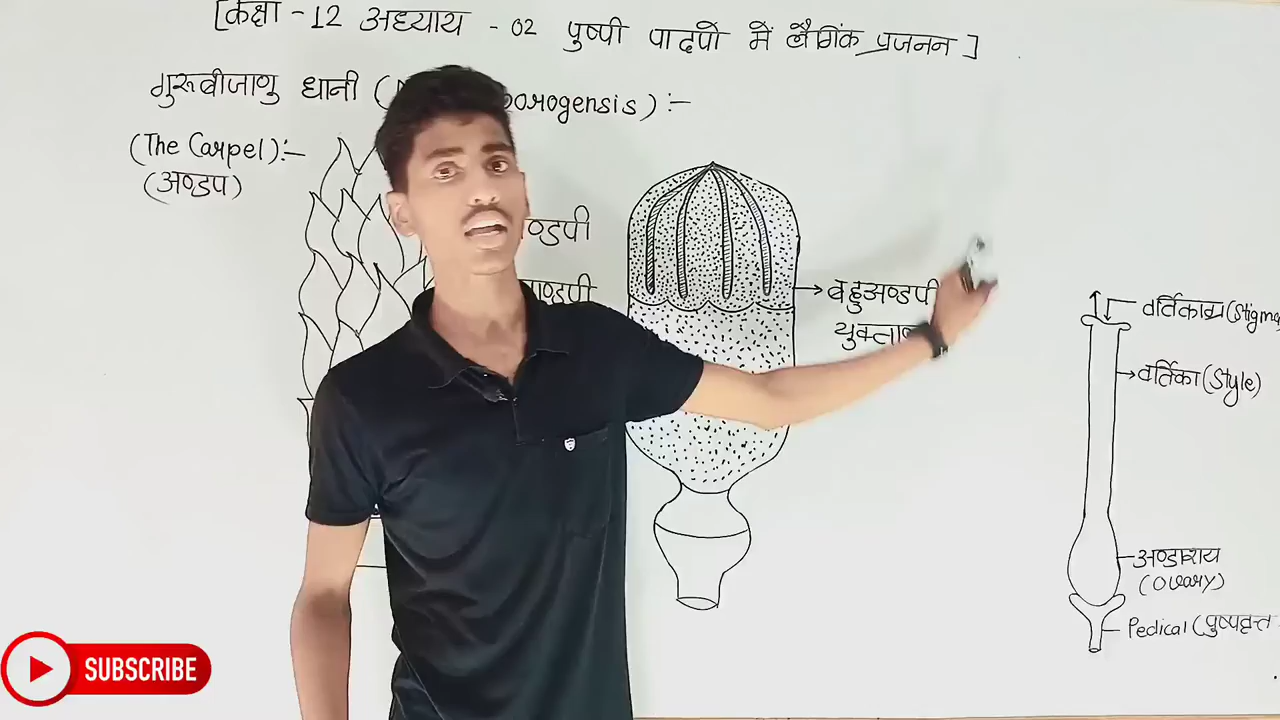 [कक्षा - 12 अध्याय - 02 पुष्पी पादपो में लैगिंक प्रजनन]
गुरूबीजाणु धानी (
ogensis) :-
(The Carpel):-
(अण्डप)
ण्डपी
ाण्डपी
बहुअण्डपी
युक्ता
वर्तिकाग्र (Stigma
वर्तिका (Style)
अण्डाशय
(Ovary)
Pedical (पुष्पवृत्त
SUBSCRIBE